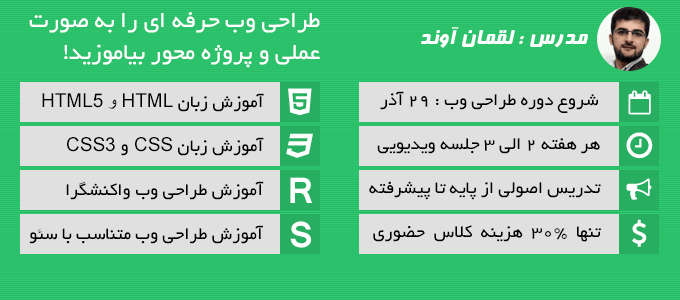 مدرس : لقمان آوند
شروع دوره طراحی وب : ۲۹ آذر
هر هفته ۲ الی ۳ جلسه ویدیویی
تدریس اصولی از پایه تا پیشرفته
تنها ۳۰% هزینه کلاس حضوری
$
طراحی وب حرفه ای را به صورت
عملی و پروژه محور بیاموزید!
آموزش زبان HTML و HTML5
5
آموزش زبان CSS و CSS3
3
آموزش طراحی وب واکنشگرا
R
آموزش طراحی وب متناسب با سئو
S